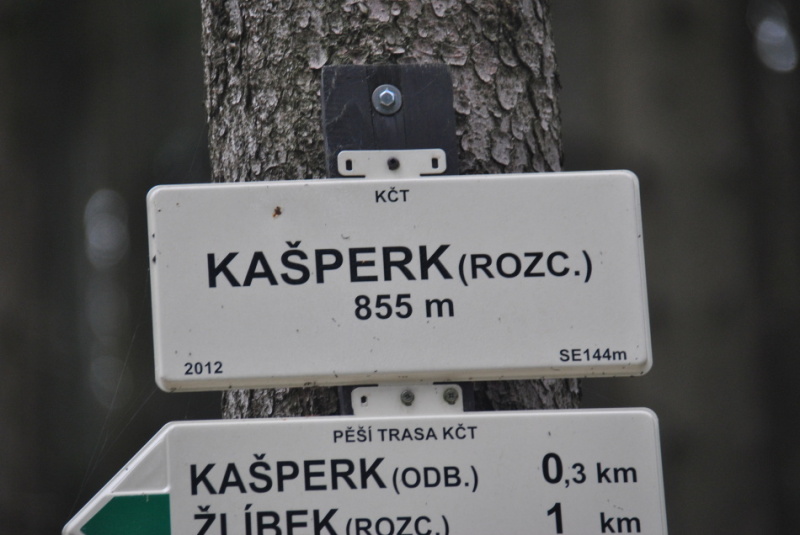 KČT
KAŠPERK (ROZC.)
855 m
2012 SE144m
PĚŠÍ TRASA KČT
KAŠPERK (ODB.) 0,3 km
ŽLÍBEK (ROZC.) 1 km